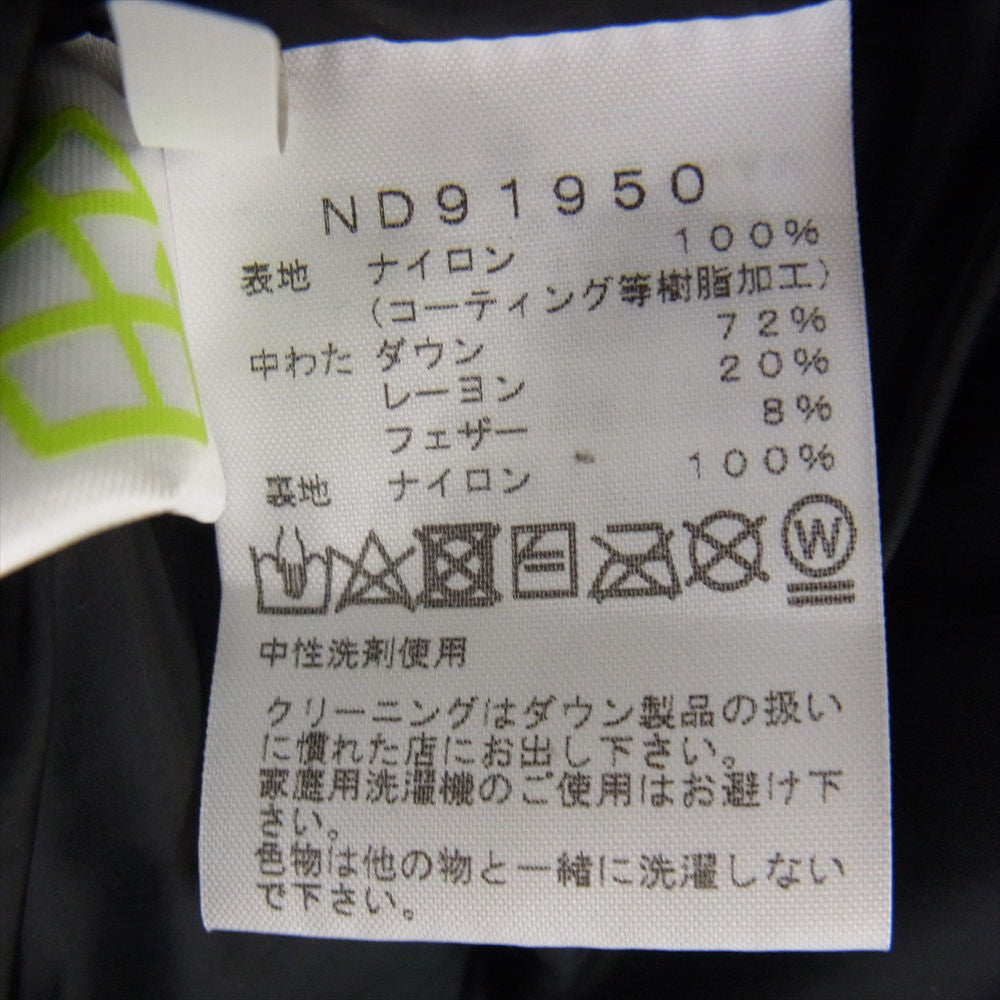 ND91950
表地 ナイロン 100%
(コーティング等樹脂加工)
中わた ダウン 72%
レーヨン 20%
フェザー 8%
裏地 ナイロン 100%
W
中性洗剤使用
クリーニングはダウン製品の扱い
に慣れた店にお出し下さい。
家庭用洗濯機のご使用はお避け下
さい。
色物は他の物と一緒に洗濯しない
で下さい。